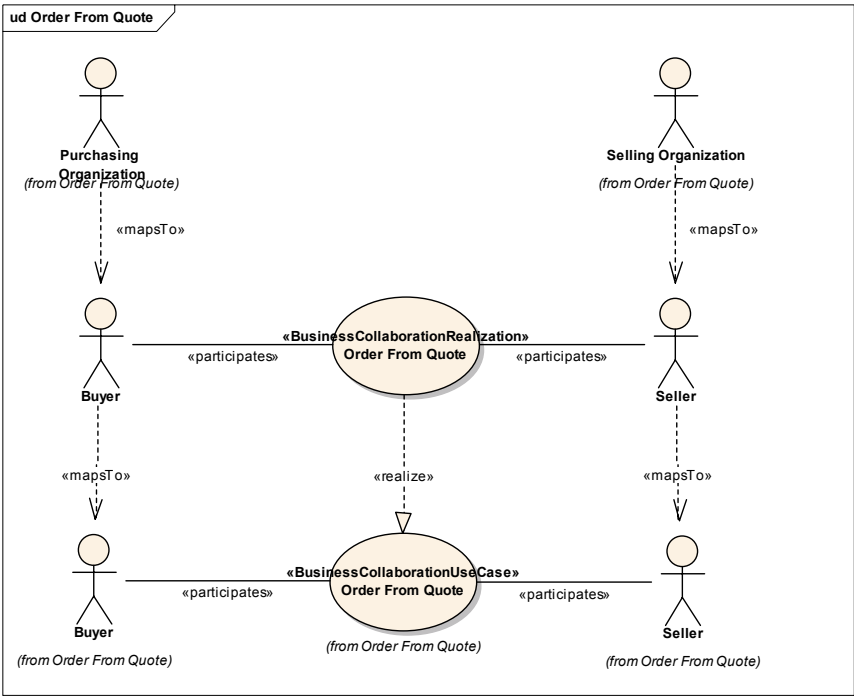 ud Order From Quote
Purchasing
Organization
(from Order From Quote)
Selling Organization
(from Order From Quote)
«mapsTo»
«mapsTo»
«BusinessCollaborationRealization»
Order From Quote
«participates»
«participates»
Buyer
Seller
«mapsTo»
«realize»
«mapsTo»
«BusinessCollaborationUseCase»
Order From Quote
«participates»
«participates»
Buyer
Seller
(from Order From Quote)
(from Order From Quote)
(from Order From Quote)